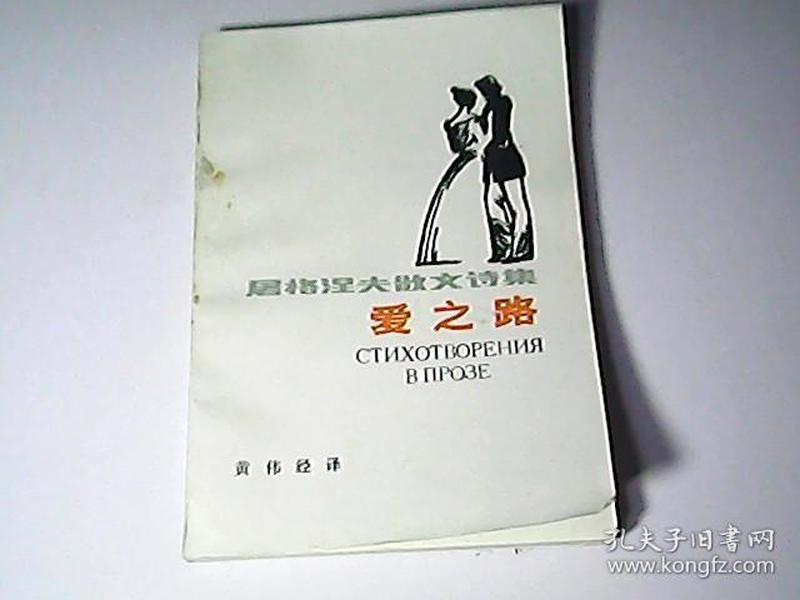 屠格涅夫散文诗集
爱之路
СТИХОТВОРЕНИЯ
В ПРОЗЕ
黄伟经译
孔夫子旧书网
www.kongfz.com